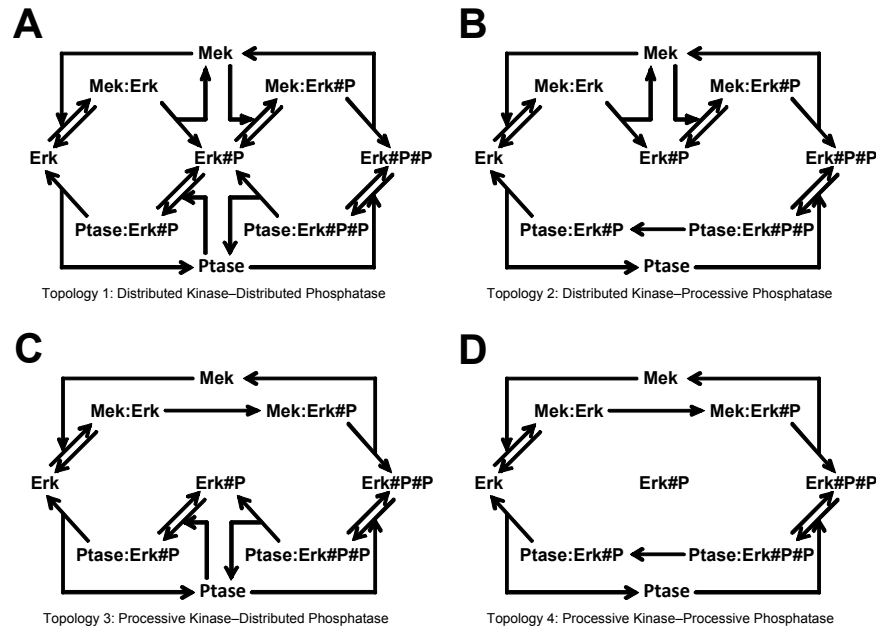 A
Mek
Mek:Erk Mek:Erk#P
Erk Erk#P Erk#P#P
Ptase:Erk#P Ptase:Erk#P#P
Ptase
Topology 1: Distributed Kinase–Distributed Phosphatase
B
Mek
Mek:Erk Mek:Erk#P
Erk Erk#P Erk#P#P
Ptase:Erk#P Ptase:Erk#P#P
Ptase
Topology 2: Distributed Kinase–Processive Phosphatase
C
Mek
Mek:Erk Mek:Erk#P
Erk Erk#P Erk#P#P
Ptase:Erk#P Ptase:Erk#P#P
Ptase
Topology 3: Processive Kinase–Distributed Phosphatase
D
Mek
Mek:Erk Mek:Erk#P
Erk Erk#P Erk#P#P
Ptase:Erk#P Ptase:Erk#P#P
Ptase
Topology 4: Processive Kinase–Processive Phosphatase